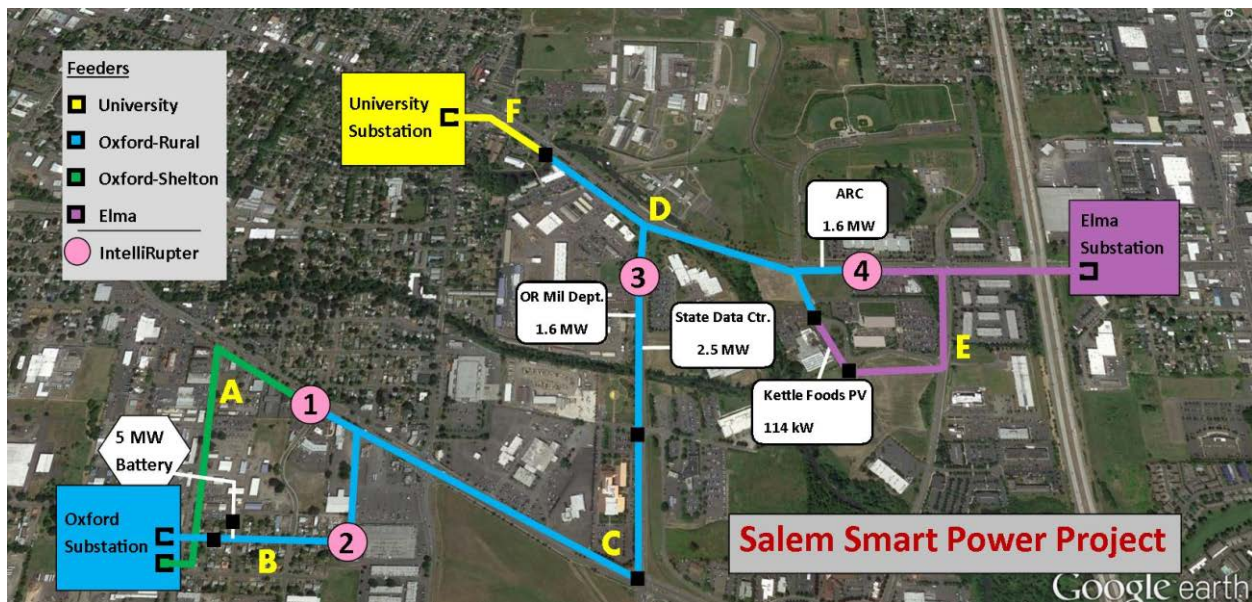 Feeders
University
Oxford-Rural
Oxford-Shelton
Elma
IntelliRupter
University
Substation
F
D
ARC
1.6 MW
Elma
Substation
3
4
OR Mil Dept.
1.6 MW
State Data Ctr.
2.5 MW
E
Kettle Foods PV
114 kW
A
1
5 MW
Battery
Oxford
Substation
B
2
C
Salem Smart Power Project
Google earth